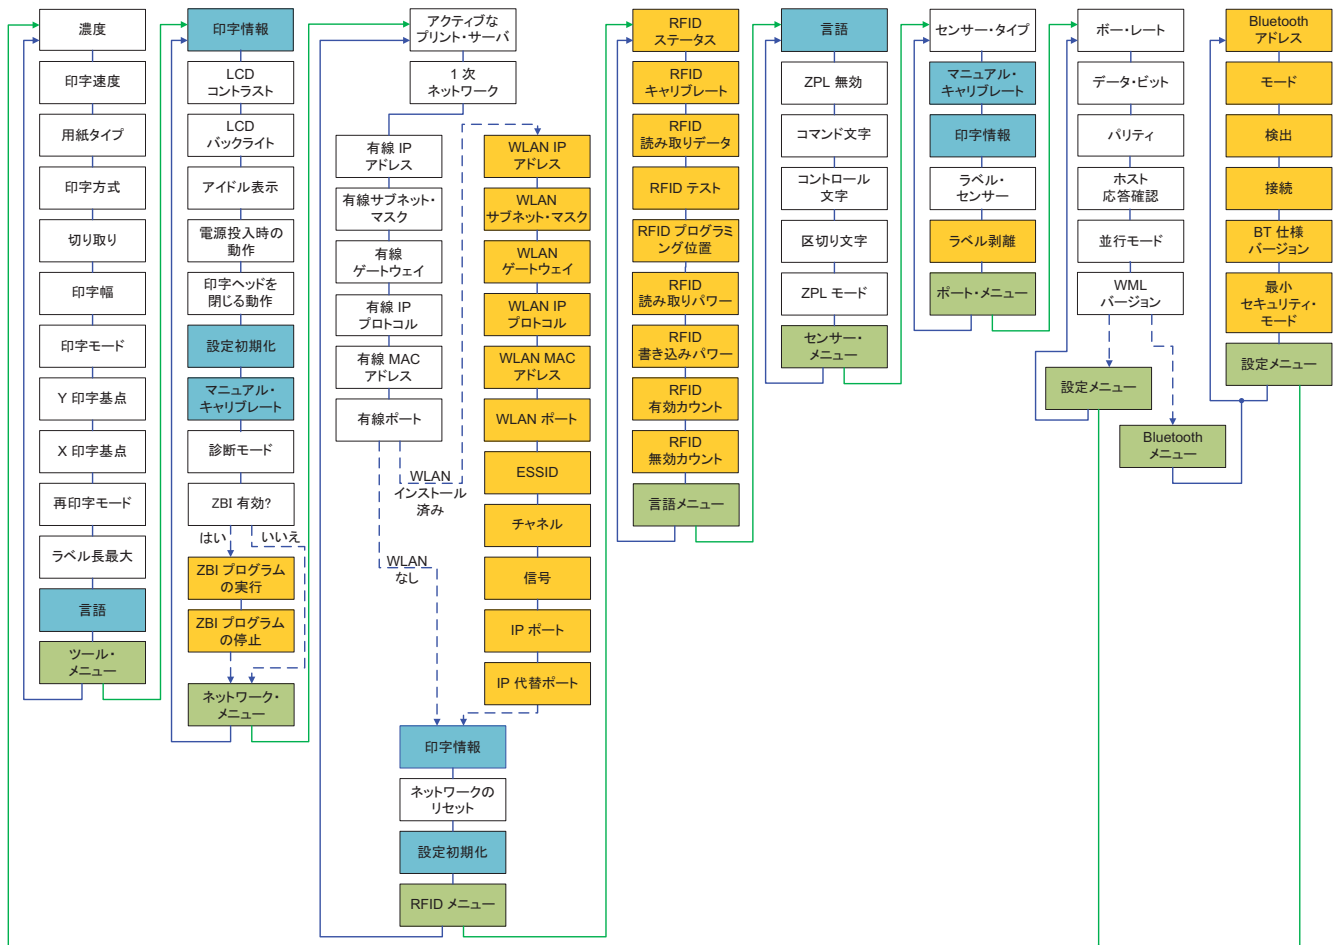 濃度
印字速度
用紙タイプ
印字方式
切り取り
印字幅
印字モード
Y 印字基点
X 印字基点
再印字モード
ラベル長最大
言語
ツール・
メニュー
印字情報
LCD
コントラスト
LCD
バックライト
アイドル表示
電源投入時の
動作
印字ヘッドを
閉じる動作
設定初期化
マニュアル・
キャリブレート
診断モード
ZBI 有効?
はい
いいえ
ZBI プログラム
の実行
ZBI プログラム
の停止
ネットワーク・
メニュー
アクティブな
プリント・サーバ
1 次
ネットワーク
有線 IP
アドレス
有線サブネット・
マスク
有線
ゲートウェイ
有線 IP
プロトコル
有線 MAC
アドレス
有線ポート
WLAN
インストール
済み
WLAN
なし
WLAN IP
アドレス
WLAN
サブネット・マスク
WLAN
ゲートウェイ
WLAN IP
プロトコル
WLAN MAC
アドレス
WLAN ポート
ESSID
チャネル
信号
IP ポート
IP 代替ポート
印字情報
ネットワークの
リセット
設定初期化
RFID メニュー
RFID
ステータス
RFID
キャリブレート
RFID
読み取りデータ
RFID テスト
RFID プログラミ
ング位置
RFID
読み取りパワー
RFID
書き込みパワー
RFID
有効カウント
RFID
無効カウント
言語メニュー
言語
ZPL 無効
コマンド文字
コントロール
文字
区切り文字
ZPL モード
センサー・
メニュー
センサー・タイプ
マニュアル・
キャリブレート
印字情報
ラベル・
センサー
ラベル剥離
ポート・メニュー
ボー・レート
データ・ビット
パリティ
ホスト
応答確認
並行モード
WML
バージョン
設定メニュー
Bluetooth
メニュー
Bluetooth
アドレス
モード
検出
接続
BT 仕様
バージョン
最小
セキュリティ・
モード
設定メニュー